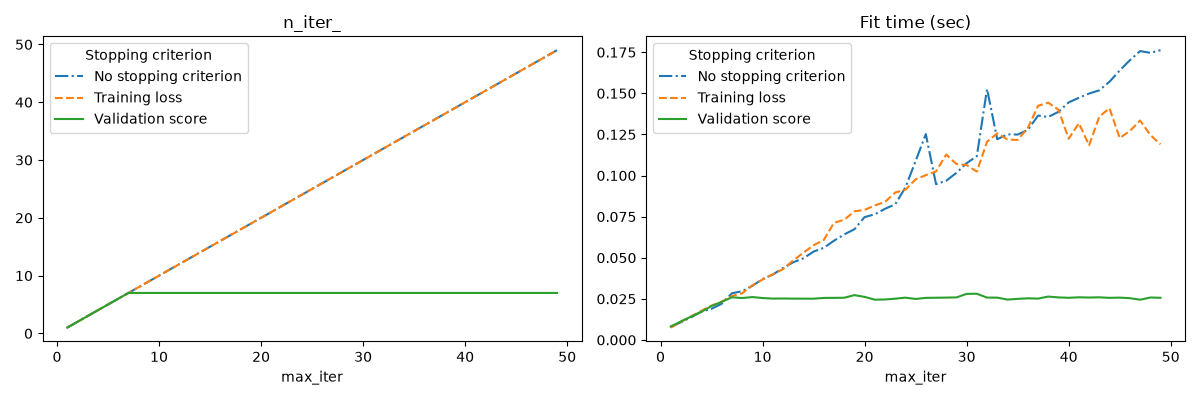 n_iter_
Stopping criterion
No stopping criterion
Training loss
Validation score
50
40
30
20
10
0
0 10 20 30 40 50
max_iter
Fit time (sec)
Stopping criterion
No stopping criterion
Training loss
Validation score
0.175
0.150
0.125
0.100
0.075
0.050
0.025
0.000
0 10 20 30 40 50
max_iter